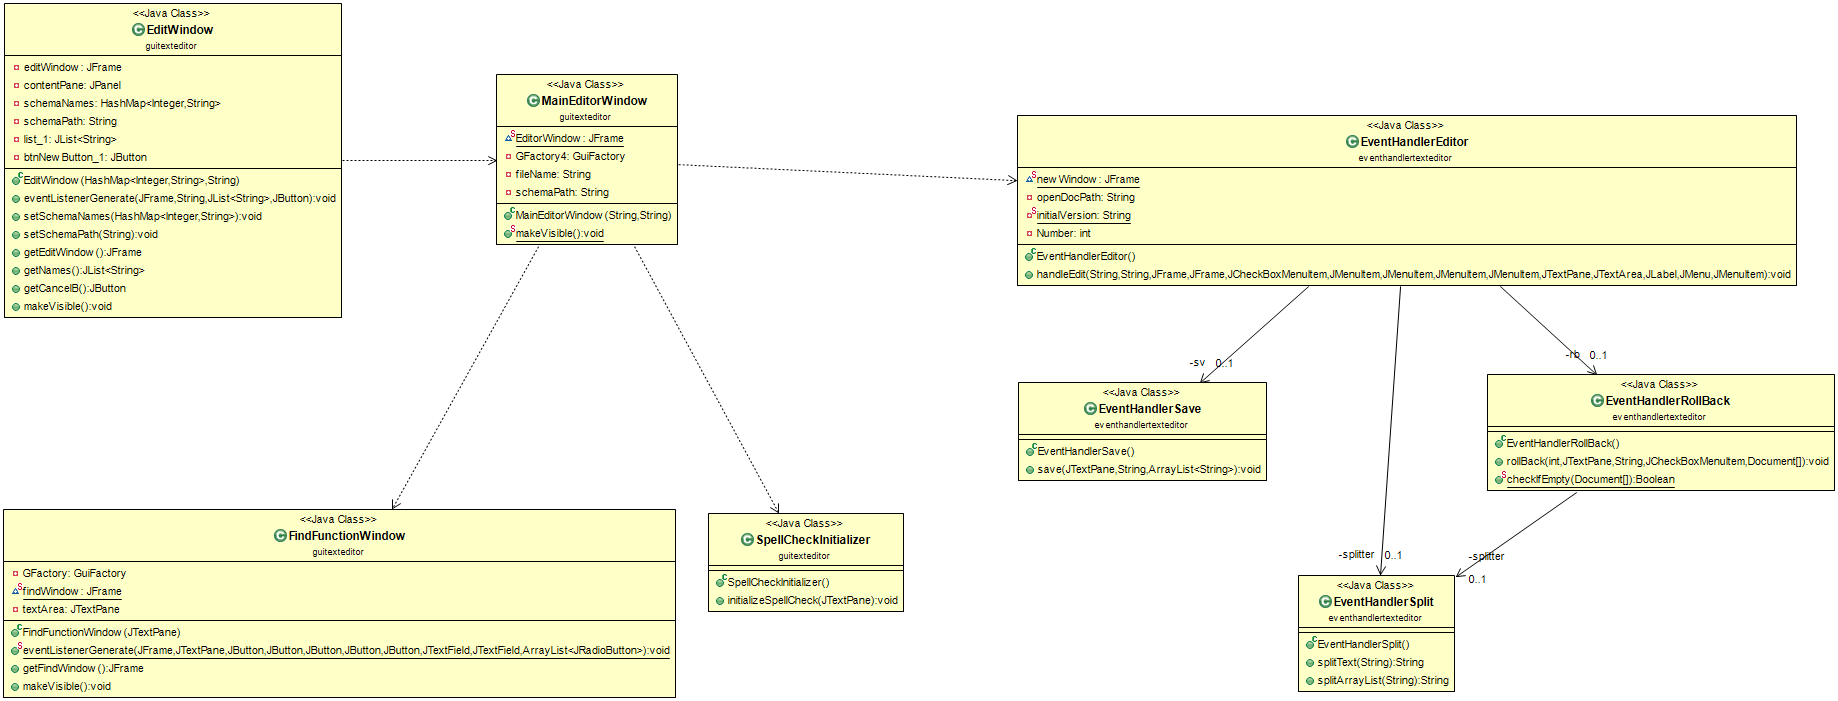 <<Java Class>>
EditWindow
guitexteditor
editWindow : JFrame
contentPane: JPanel
schemaNames: HashMap<Integer,String>
schemaPath: String
list_1: JList<String>
btnNewButton_1: JButton
EditWindow (HashMap<Integer,String>,String)
eventListenerGenerate(JFrame,String,JList<String>,JButton):void
setSchemaNames(HashMap<Integer,String>):void
setSchemaPath(String):void
getEditWindow ():JFrame
getNames():JList<String>
getCancelB():JButton
makeVisible():void
<<Java Class>>
MainEditorWindow
guitexteditor
EditorWindow : JFrame
GFactory4: GuiFactory
fileName: String
schemaPath: String
MainEditorWindow (String,String)
makeVisible():void
<<Java Class>>
EventHandlerEditor
eventhandlertexteditor
newWindow : JFrame
openDocPath: String
initialVersion: String
Number: int
EventHandlerEditor()
handleEdit(String,String,JFrame,JFrame,JCheckBoxMenuItem,JMenuItem,JMenuItem,JMenuItem,JMenuItem,JTextPane,JTextArea,JLabel,JMenu,JMenuItem):void
-sv 0..1
-rb 0..1
<<Java Class>>
EventHandlerSave
eventhandlertexteditor
EventHandlerSave()
save(JTextPane,String,ArrayList<String>):void
<<Java Class>>
EventHandlerRollBack
eventhandlertexteditor
EventHandlerRollBack()
rollBack(int,JTextPane,String,JCheckBoxMenuItem,Document[]):void
checkIfEmpty(Document[]):Boolean
-splitter 0..1
-splitter
0..1
<<Java Class>>
FindFunctionWindow
guitexteditor
GFactory: GuiFactory
findWindow : JFrame
textArea: JTextPane
FindFunctionWindow (JTextPane)
eventListenerGenerate(JFrame,JTextPane,JButton,JButton,JButton,JButton,JButton,JTextField,JTextField,ArrayList<JRadioButton>):void
getFindWindow ():JFrame
makeVisible():void
<<Java Class>>
SpellCheckInitializer
guitexteditor
SpellCheckInitializer()
initializeSpellCheck(JTextPane):void
<<Java Class>>
EventHandlerSplit
eventhandlertexteditor
EventHandlerSplit()
splitText(String):String
splitArrayList(String):String